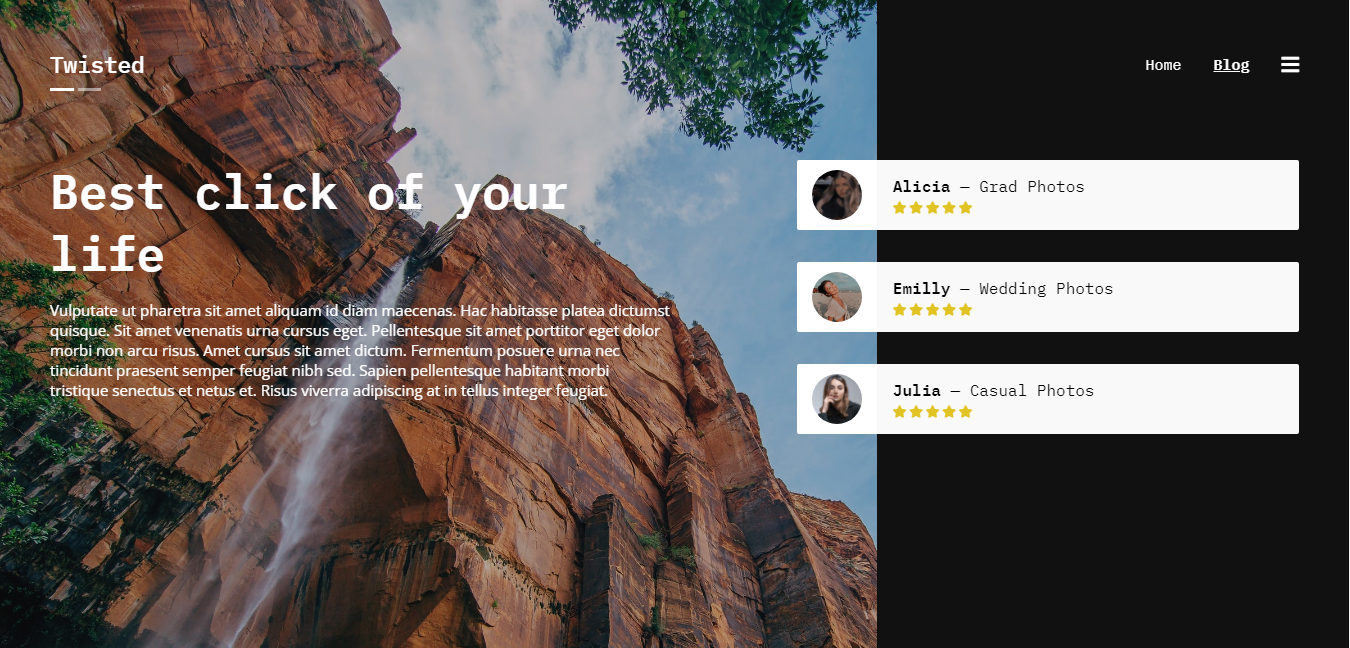 Twisted
Home Blog
Best click of your
life
Vulputate ut pharetra sit amet aliquam id diam maecenas. Hac habitasse platea dictumst
quisque. Sit amet venenatis urna cursus eget. Pellentesque sit amet porttitor eget dolor
morbi non arcu risus. Amet cursus sit amet dictum. Fermentum posuere urna nec
tincidunt praesent semper feugiat nibh sed. Sapien pellentesque habitant morbi
tristique senectus et netus et. Risus viverra adipiscing at in tellus integer feugiat.
Alicia — Grad Photos
Emilly — Wedding Photos
Julia — Casual Photos